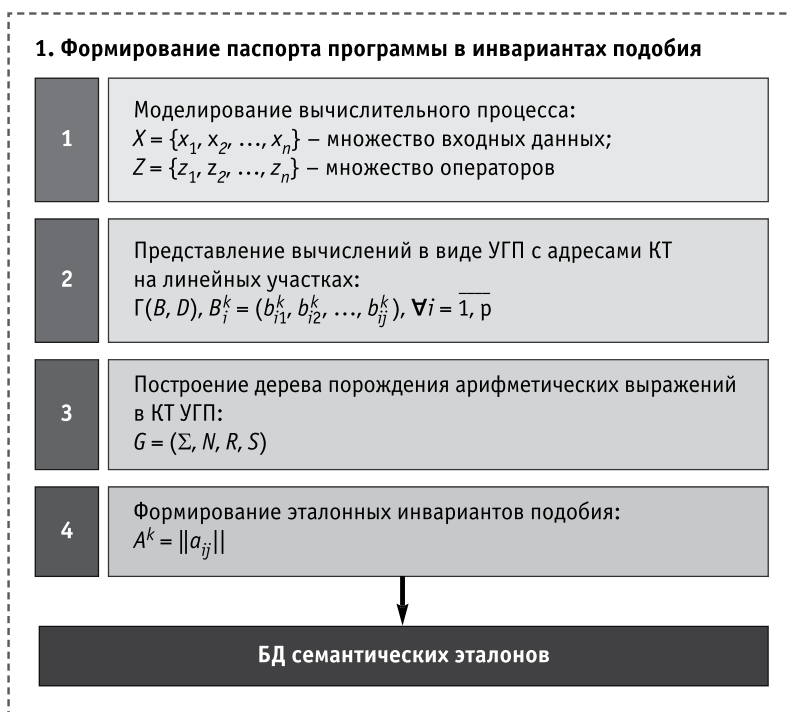 1. Формирование паспорта программы в инвариантах подобия
1
Моделирование вычислительного процесса:
X = {x₁, x₂, …, xₙ} – множество входных данных;
Z = {z₁, z₂, …, zₙ} – множество операторов
2
Представление вычислений в виде УГП с адресами КТ
на линейных участках:
Γ(B, D), Bᵢᵏ = (bᵢ₁ᵏ, bᵢ₂ᵏ, …, bᵢⱼᵏ), ∀i = 1, p
3
Построение дерева порождения арифметических выражений
в КТ УГП:
G = (Σ, N, R, S)
4
Формирование эталонных инвариантов подобия:
Aᵏ = ||aᵢⱼ||
БД семантических эталонов